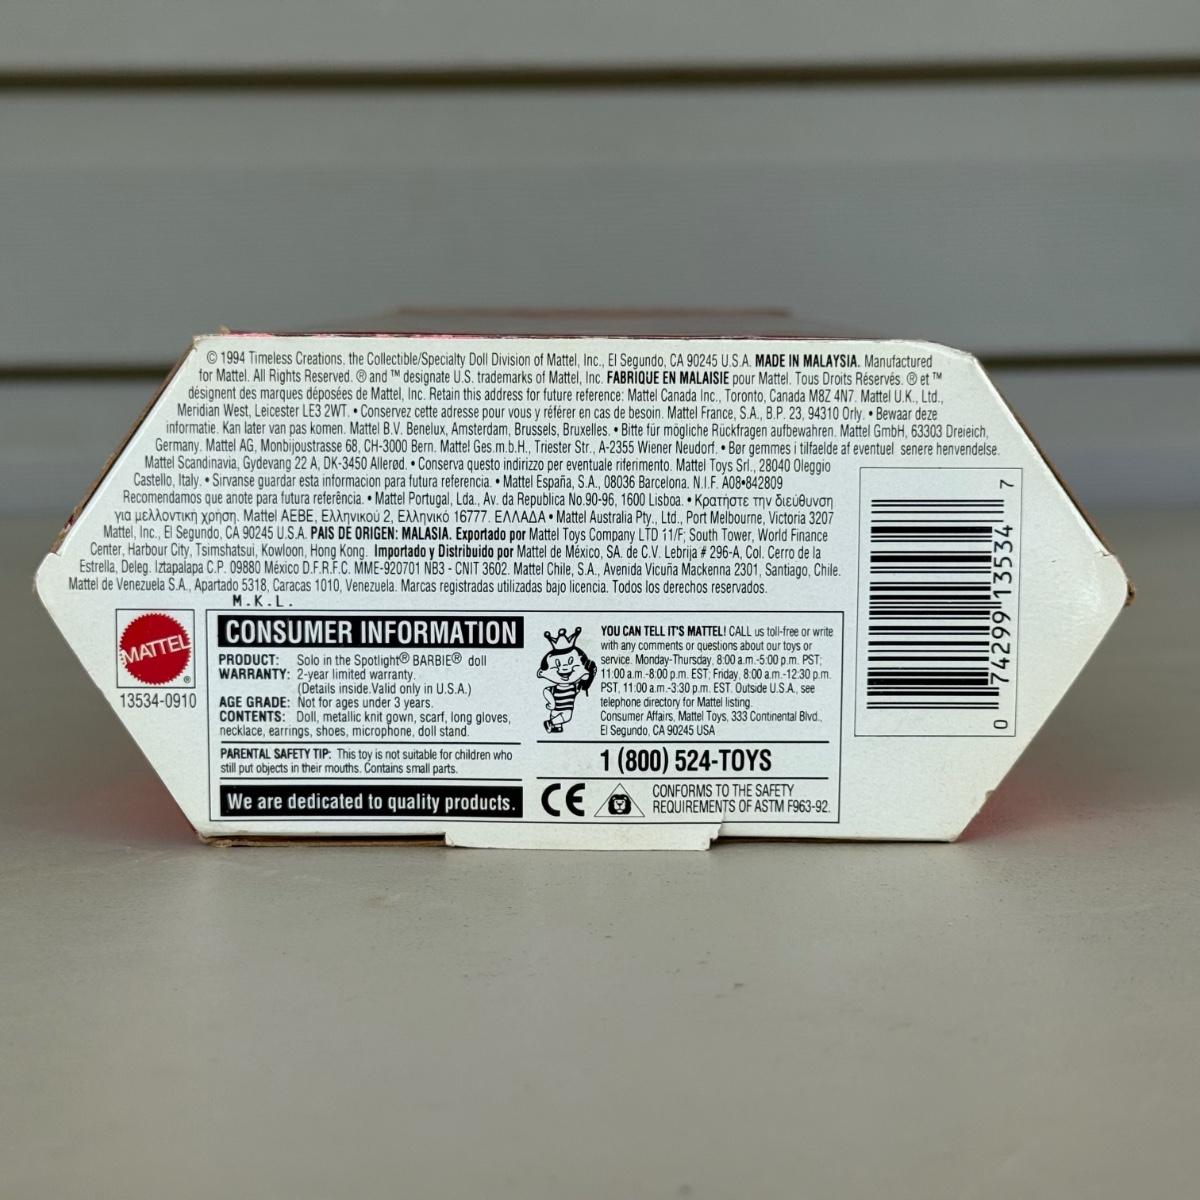 © 1994 Timeless Creations, the Collectible/Specialty Doll Division of Mattel, Inc., El Segundo, CA 90245 U.S.A. MADE IN MALAYSIA. Manufactured
for Mattel. All Rights Reserved. ® and ™ designate U.S. trademarks of Mattel, Inc. FABRIQUE EN MALAISIE pour Mattel. Tous Droits Réservés. ® et ™
désignent des marques déposées de Mattel, Inc. Retain this address for future reference: Mattel Canada Inc., Toronto, Canada M8Z 4N7. Mattel U.K., Ltd.,
Meridian West, Leicester LE3 2WT. • Conservez cette adresse pour vous y référer en cas de besoin. Mattel France, S.A., B.P. 23, 94310 Orly. • Bewaar deze
informatie. Kan later van pas komen. Mattel B.V. Benelux, Amsterdam, Brussels, Bruxelles. • Bitte für mögliche Rückfragen aufbewahren. Mattel GmbH, 63303 Dreieich,
Germany. Mattel AG, Monbijoustrasse 68, CH-3000 Bern. Mattel Ges.m.b.H., Triester Str., A-2355 Wiener Neudorf. • Bør gemmes i tilfaelde af eventuel senere henvendelse.
Mattel Scandinavia, Gydevang 22 A, DK-3450 Allerød. • Conserva questo indirizzo per eventuale riferimento. Mattel Toys Srl., 28040 Oleggio
Castello, Italy. • Sirvanse guardar esta informacion para futura referencia. • Mattel España, S.A., 08036 Barcelona. N.I.F. A08•842809
Recomendamos que anote para futura referência. • Mattel Portugal, Lda., Av. da Republica No.90-96, 1600 Lisboa. • Κρατήστε την διεύθυνση
για μελλοντική χρήση. Mattel AEBE, Ελληνικού 2, Ελληνικό 16777. ΕΛΛΑΔΑ • Mattel Australia Pty., Ltd., Port Melbourne, Victoria 3207
Mattel, Inc., El Segundo, CA 90245 U.S.A. PAIS DE ORIGEN: MALASIA. Exportado por Mattel Toys Company LTD 11/F; South Tower, World Finance
Center, Harbour City, Tsimshatsui, Kowloon, Hong Kong. Importado y Distribuido por Mattel de México, SA. de C.V. Lebrija # 296-A, Col. Cerro de la
Estrella, Deleg. Iztapalapa C.P. 09880 México D.F.R.F.C. MME-920701 NB3 - CNIT 3602. Mattel Chile, S.A., Avenida Vicuña Mackenna 2301, Santiago, Chile.
Mattel de Venezuela S.A., Apartado 5318, Caracas 1010, Venezuela. Marcas registradas utilizadas bajo licencia. Todos los derechos reservados.
M.K.L.
MATTEL ®
13534-0910
CONSUMER INFORMATION
PRODUCT: Solo in the Spotlight® BARBIE® doll
WARRANTY: 2-year limited warranty.
(Details inside.Valid only in U.S.A.)
AGE GRADE: Not for ages under 3 years.
CONTENTS: Doll, metallic knit gown, scarf, long gloves,
necklace, earrings, shoes, microphone, doll stand.
PARENTAL SAFETY TIP: This toy is not suitable for children who
still put objects in their mouths. Contains small parts.
We are dedicated to quality products.
YOU CAN TELL IT'S MATTEL! CALL us toll-free or write
with any comments or questions about our toys or
service. Monday-Thursday, 8:00 a.m.-5:00 p.m. PST;
11:00 a.m.-8:00 p.m. EST; Friday, 8:00 a.m.-12:30 p.m.
PST, 11:00 a.m.-3:30 p.m. EST. Outside U.S.A., see
telephone directory for Mattel listing.
Consumer Affairs, Mattel Toys, 333 Continental Blvd.,
El Segundo, CA 90245 USA
1 (800) 524-TOYS
CE
CONFORMS TO THE SAFETY
REQUIREMENTS OF ASTM F963-92.
0 74299 13534 7